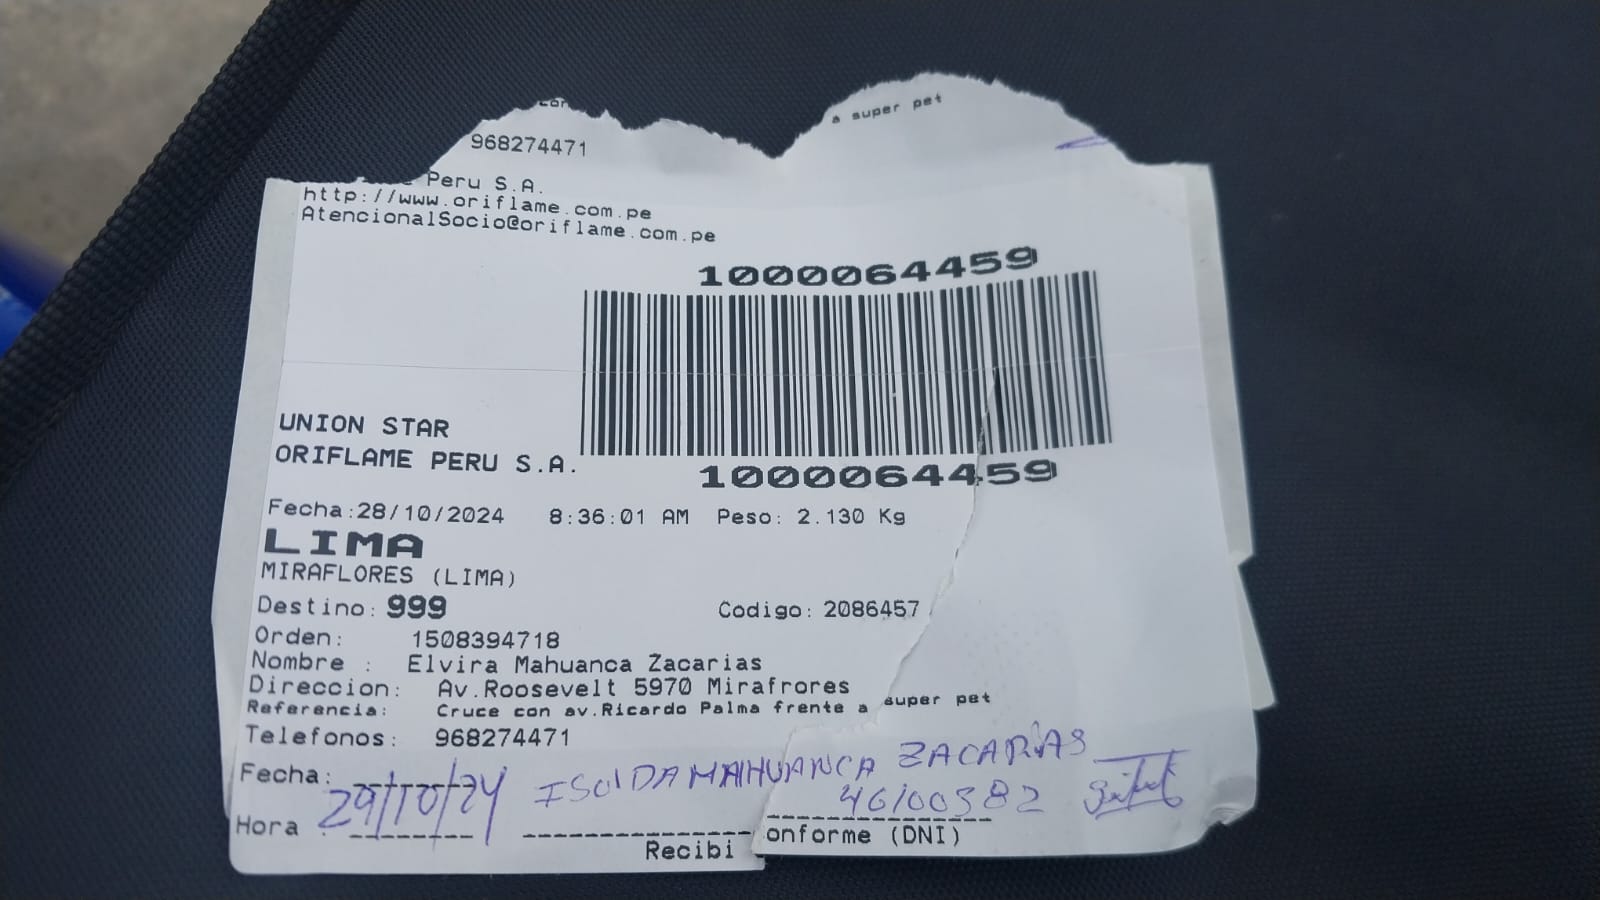 a super pet
968274471
Peru S.A.
http://www.oriflame.com.pe
AtencionalSocio@oriflame.com.pe
1000064459
UNION STAR
ORIFLAME PERU S.A.
1000064459
Fecha:28/10/2024 8:36:01 AM Peso: 2.130 Kg
LIMA
MIRAFLORES (LIMA)
Destino: 999 Codigo: 2086457
Orden: 1508394718
Nombre : Elvira Mahuanca Zacarias
Direccion: Av.Roosevelt 5970 Mirafrores
Referencia: Cruce con av.Ricardo Palma frente a super pet
Telefonos: 968274471
Fecha: 29/10/24 ISOLDA MAHUANCA ZACARIAS
46100382
Hora
Recibi onforme (DNI)